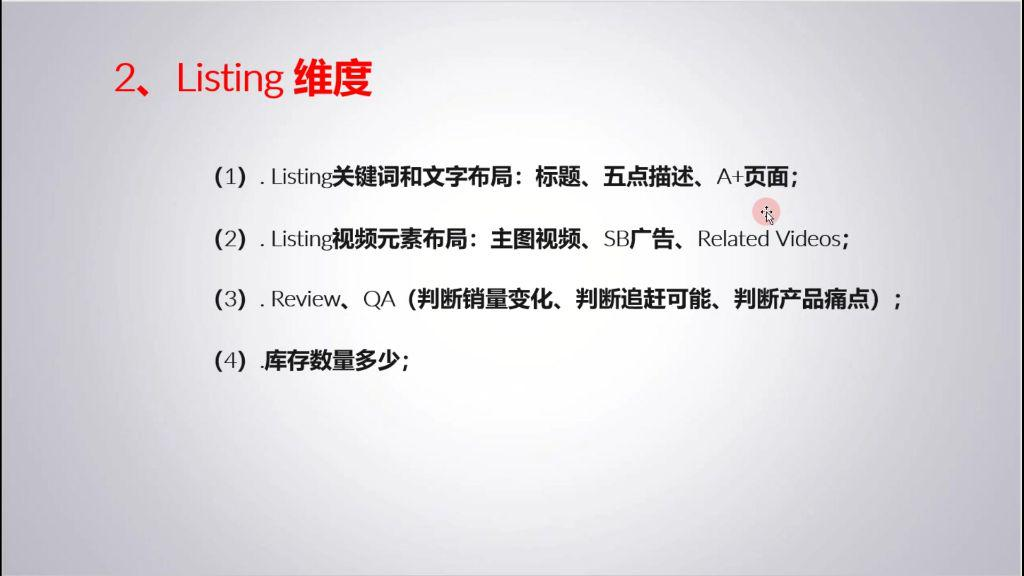 2、Listing 维度
（1）. Listing关键词和文字布局：标题、五点描述、A+页面；
（2）. Listing视频元素布局：主图视频、SB广告、Related Videos；
（3）. Review、QA（判断销量变化、判断追赶可能、判断产品痛点）；
（4）.库存数量多少；